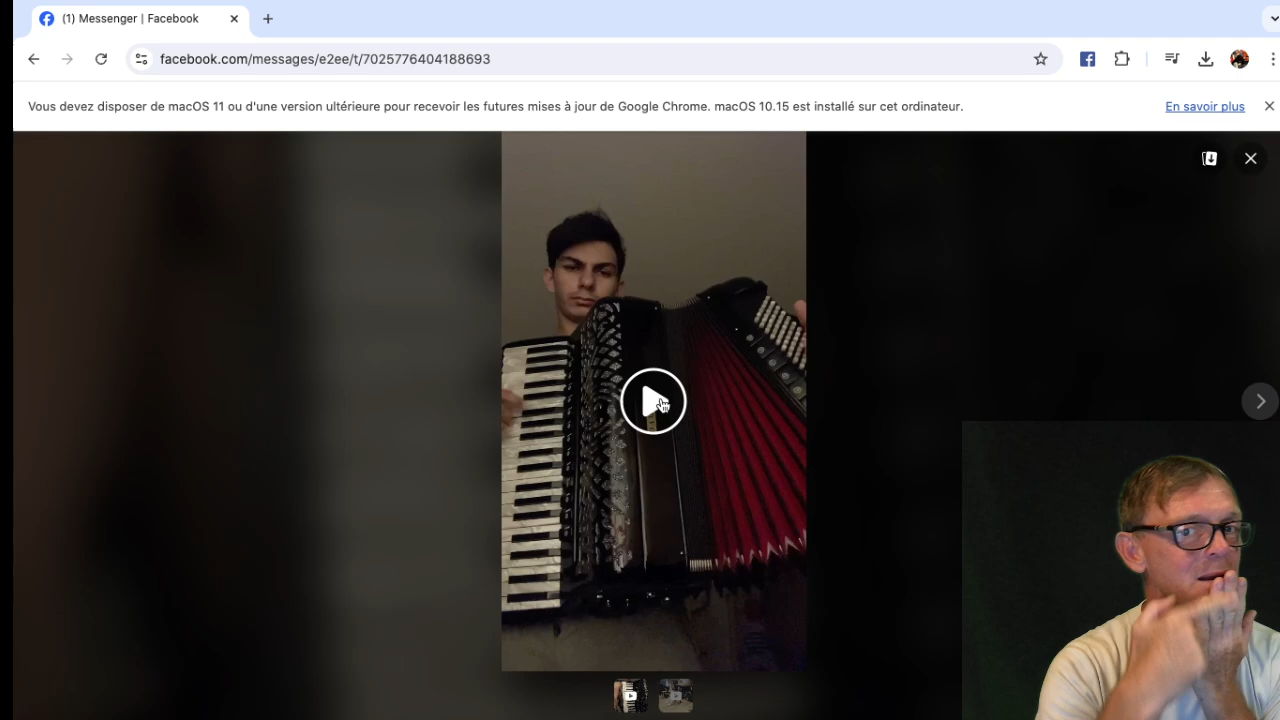 (1) Messenger | Facebook
facebook.com/messages/e2ee/t/7025776404188693
Vous devez disposer de macOS 11 ou d'une version ultérieure pour recevoir les futures mises à jour de Google Chrome. macOS 10.15 est installé sur cet ordinateur.
En savoir plus